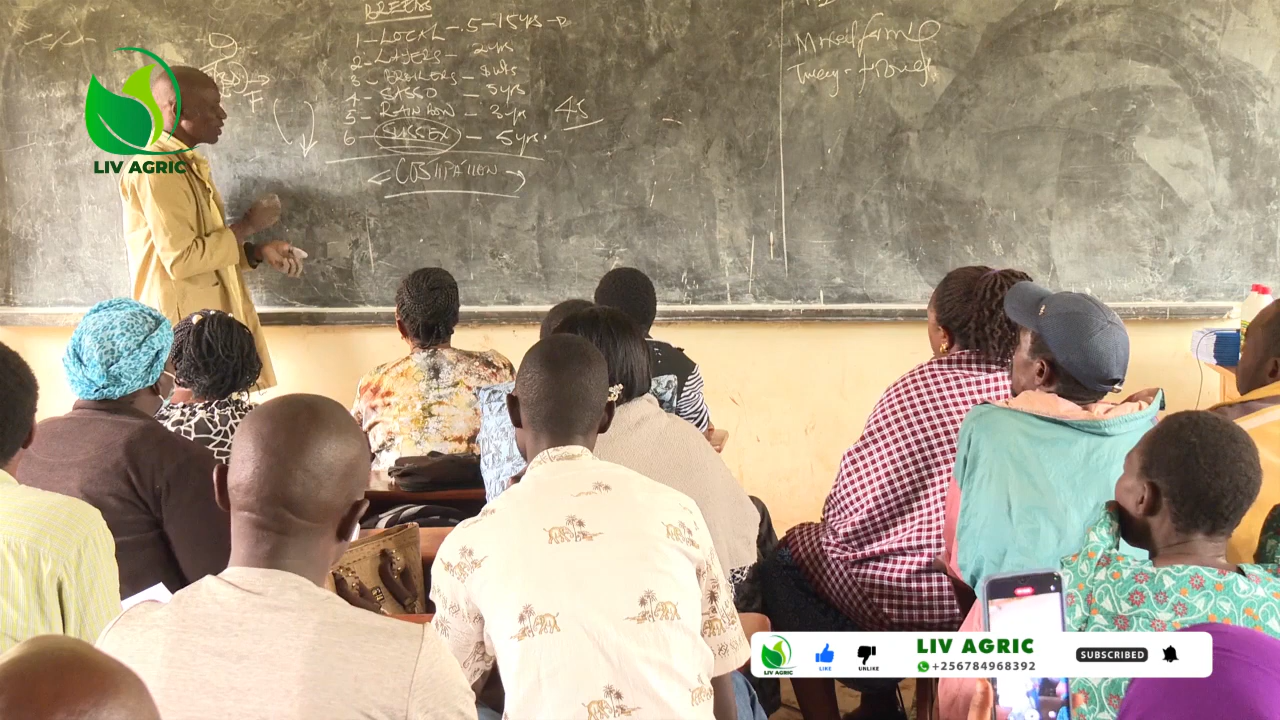 BREEDS
1 - LOCAL - .5 - 15yrs
2 - LAYERS - 2yrs
3 - BROILERS - 8wks
4 - SASSO - 5yrs
5 - RAINBOW - 3yrs
6 - SUSSEX - 5yrs.
45
COSTIPATION
Mixed farming
LIV AGRIC
LIV AGRIC
LIKE
UNLIKE
LIV AGRIC
+256784968392
SUBSCRIBED